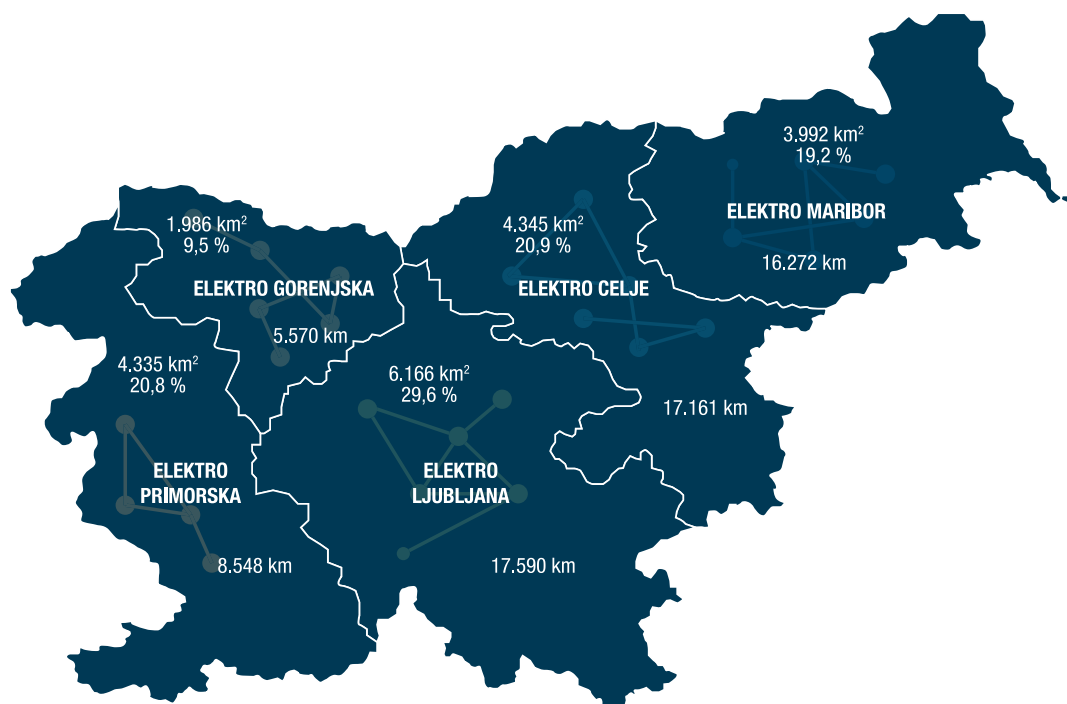 3.992 km²
19,2 %
ELEKTRO MARIBOR
16.272 km
1.986 km²
9,5 %
ELEKTRO GORENJSKA
5.570 km
4.345 km²
20,9 %
ELEKTRO CELJE
17.161 km
4.335 km²
20,8 %
ELEKTRO
PRIMORSKA
8.548 km
6.166 km²
29,6 %
ELEKTRO
LJUBLJANA
17.590 km